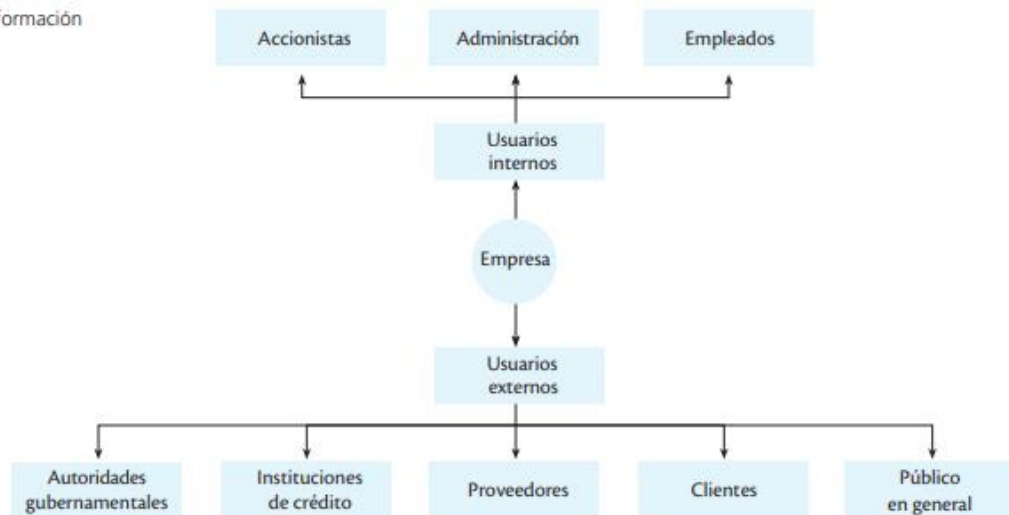 formación
Accionistas
Administración
Empleados
Usuarios
internos
Empresa
Usuarios
externos
Autoridades
gubernamentales
Instituciones
de crédito
Proveedores
Clientes
Público
en general